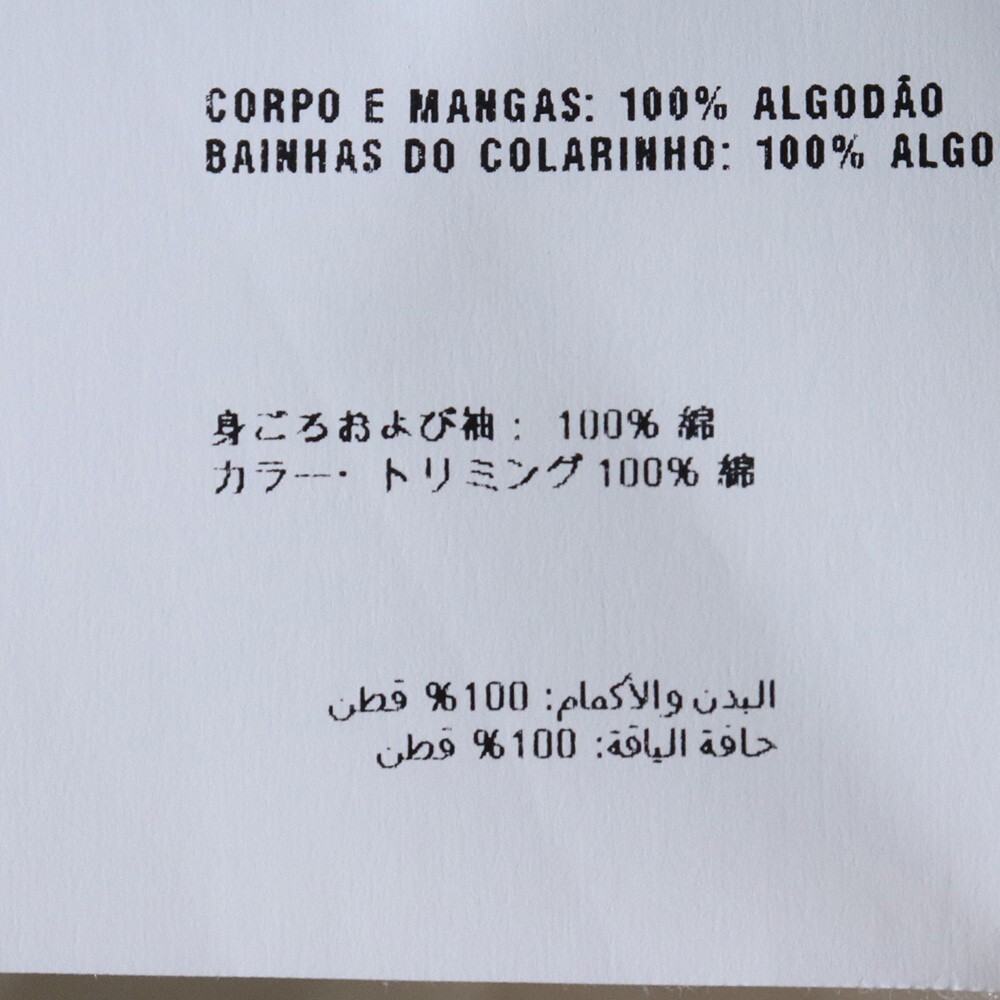 CORPO E MANGAS: 100% ALGODÃO
BAINHAS DO COLARINHO: 100% ALGO
身ごろおよび袖: 100% 綿
カラー・トリミング 100% 綿
البدن والأكمام: 100% قطن
حافة الياقة: 100% قطن